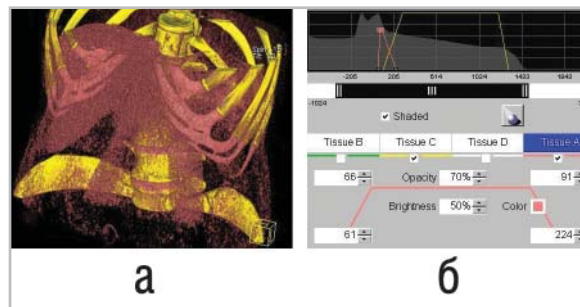 -205 205 614 1024 1433 1843
-1024
Shaded
Tissue B Tissue C Tissue D Tissue A
66 Opacity 70% 91
Brightness 50% Color
61 224
а б